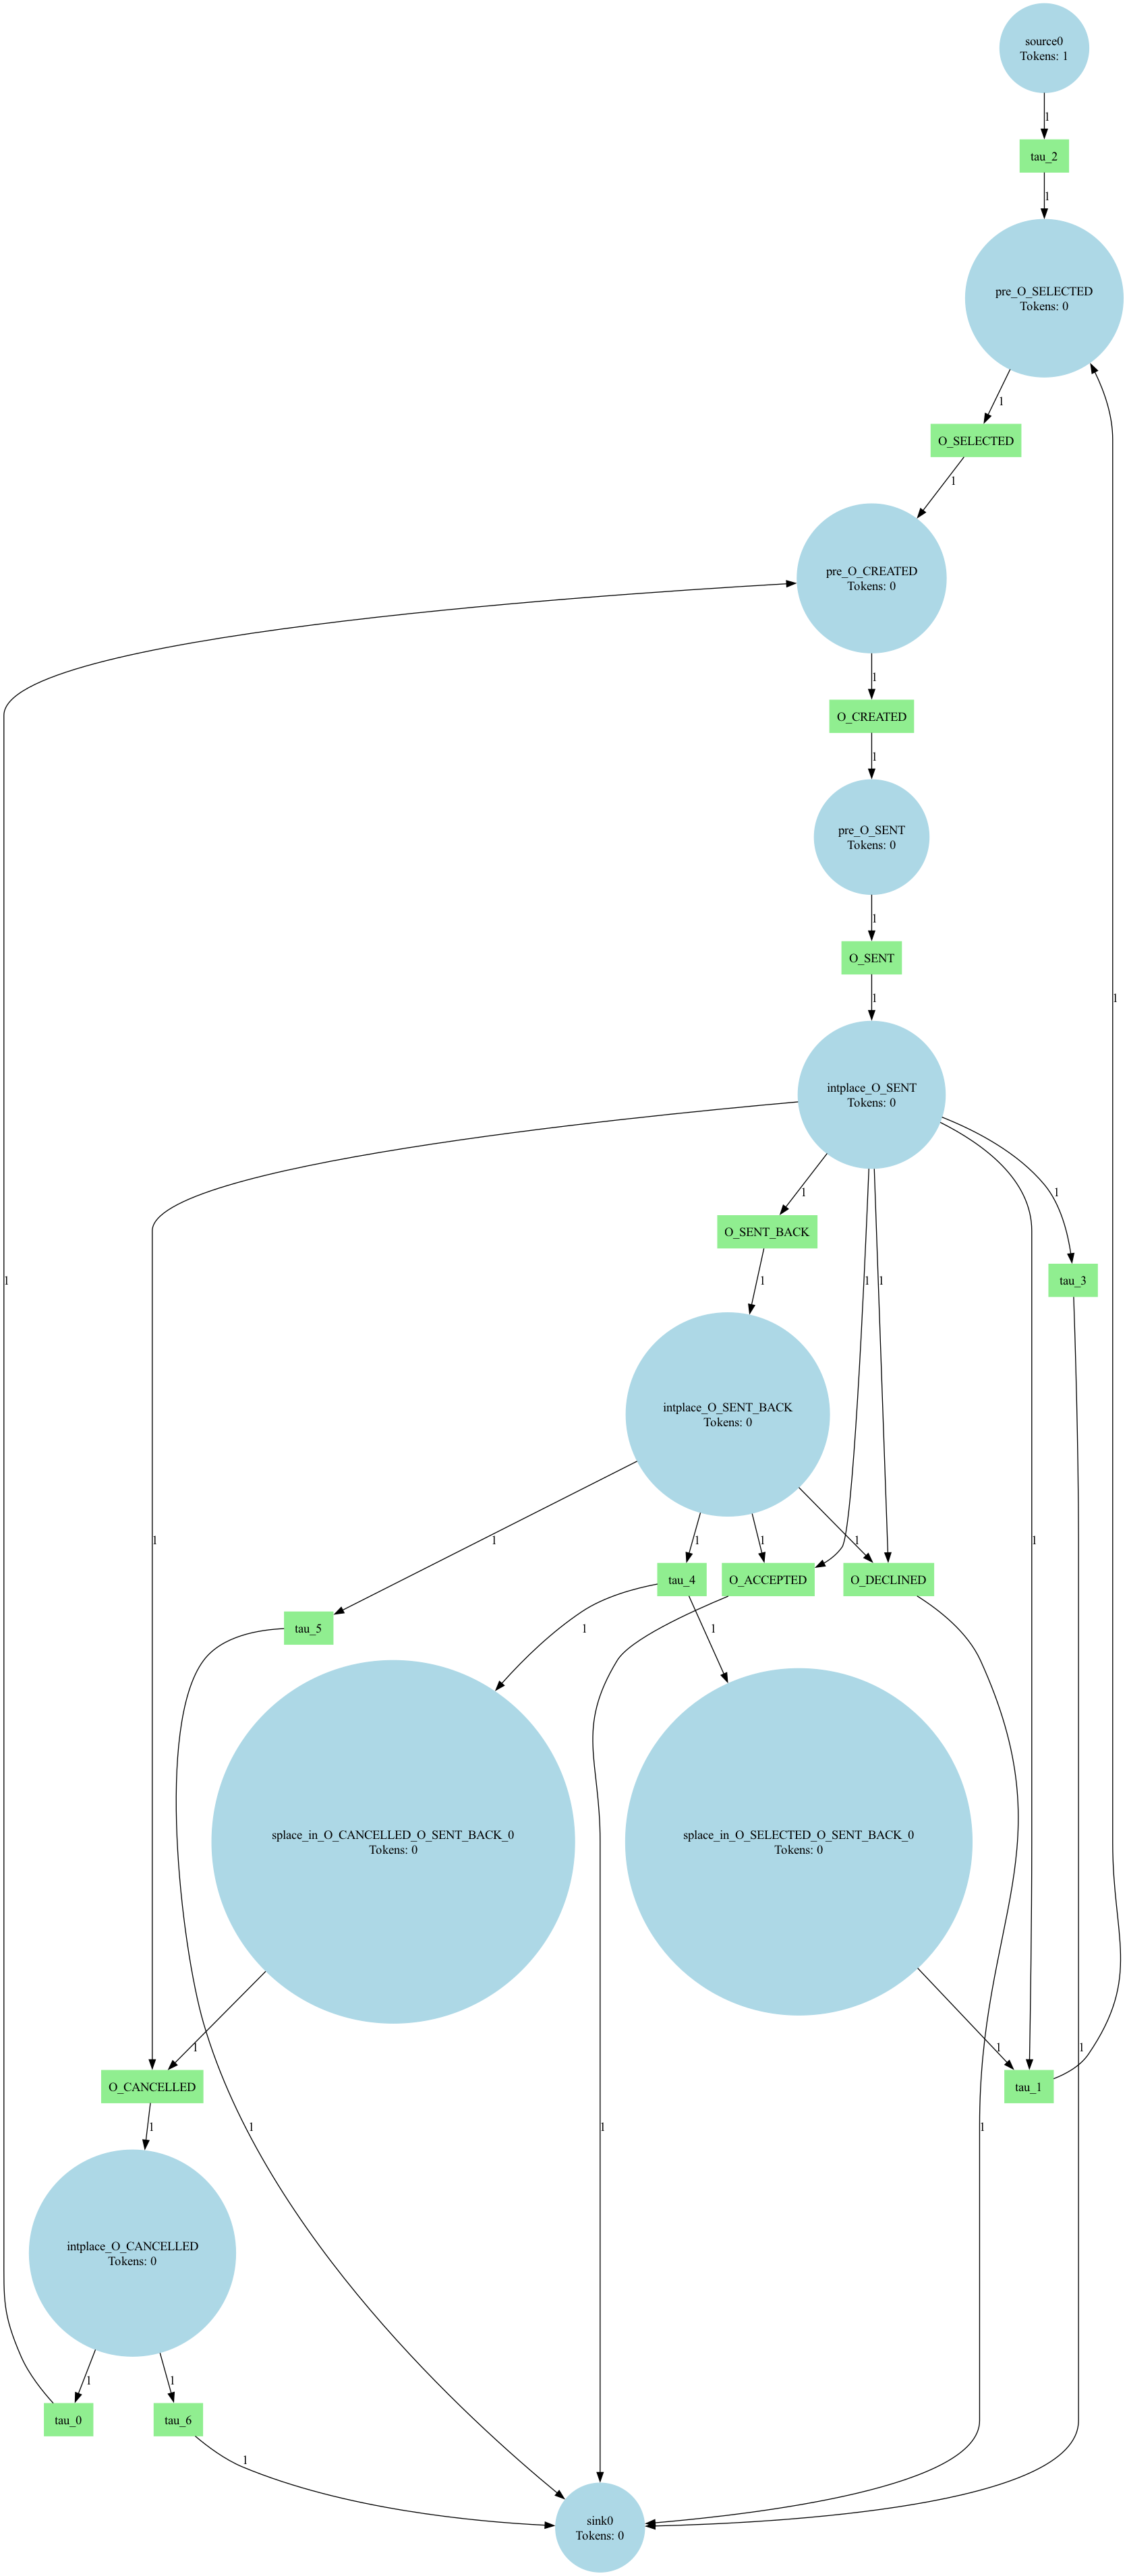 source0
Tokens: 1
1
tau_2
1
pre_O_SELECTED
Tokens: 0
1
O_SELECTED
1
pre_O_CREATED
Tokens: 0
1
O_CREATED
1
pre_O_SENT
Tokens: 0
1
O_SENT
1
1
intplace_O_SENT
Tokens: 0
1
1
O_SENT_BACK
1
1
1
1
tau_3
intplace_O_SENT_BACK
Tokens: 0
1
1
1
1
1
1
tau_4
O_ACCEPTED
O_DECLINED
tau_5
1
1
splace_in_O_CANCELLED_O_SENT_BACK_0
Tokens: 0
splace_in_O_SELECTED_O_SENT_BACK_0
Tokens: 0
1
1
1
O_CANCELLED
tau_1
1
1
1
1
intplace_O_CANCELLED
Tokens: 0
1
1
tau_0
tau_6
1
sink0
Tokens: 0